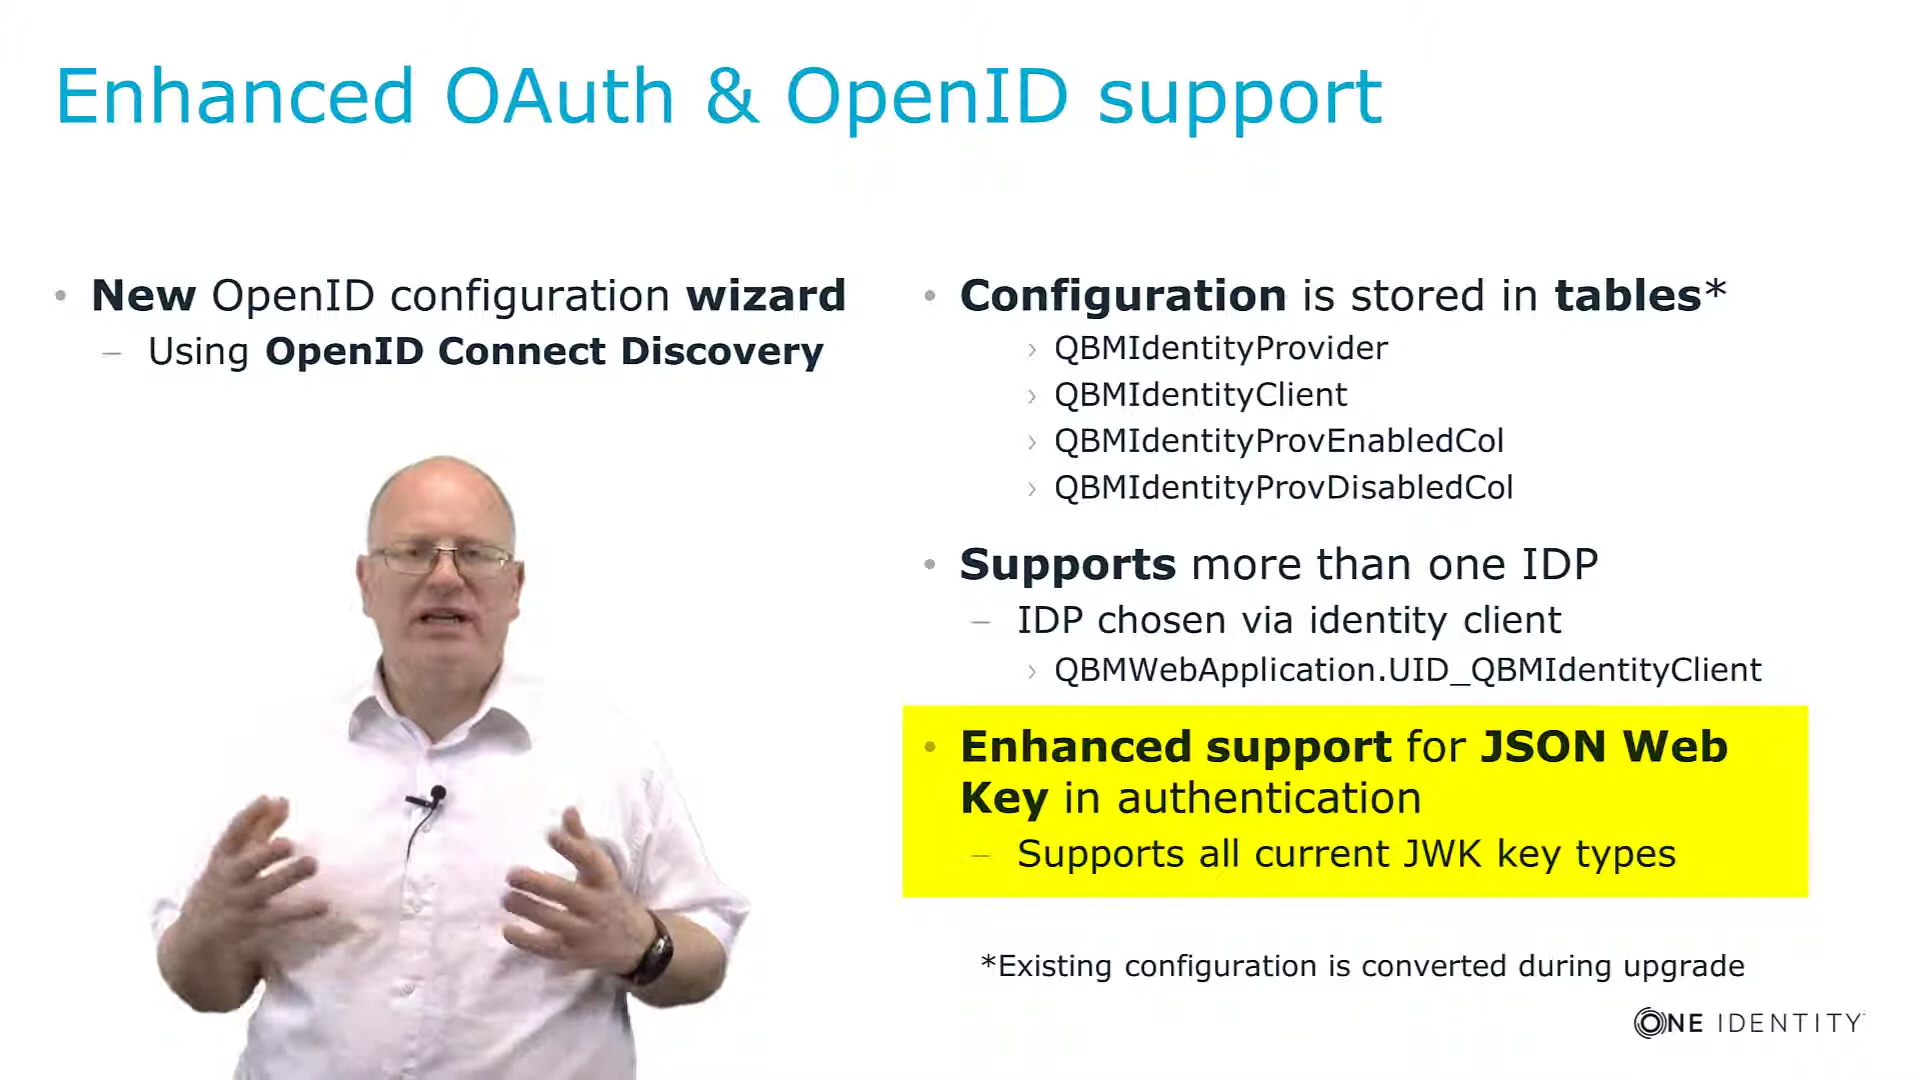 Enhanced OAuth & OpenID support
• New OpenID configuration wizard
– Using OpenID Connect Discovery
• Configuration is stored in tables*
› QBMIdentityProvider
› QBMIdentityClient
› QBMIdentityProvEnabledCol
› QBMIdentityProvDisabledCol
• Supports more than one IDP
– IDP chosen via identity client
› QBMWebApplication.UID_QBMIdentityClient
• Enhanced support for JSON Web
Key in authentication
– Supports all current JWK key types
*Existing configuration is converted during upgrade
ONE IDENTITY